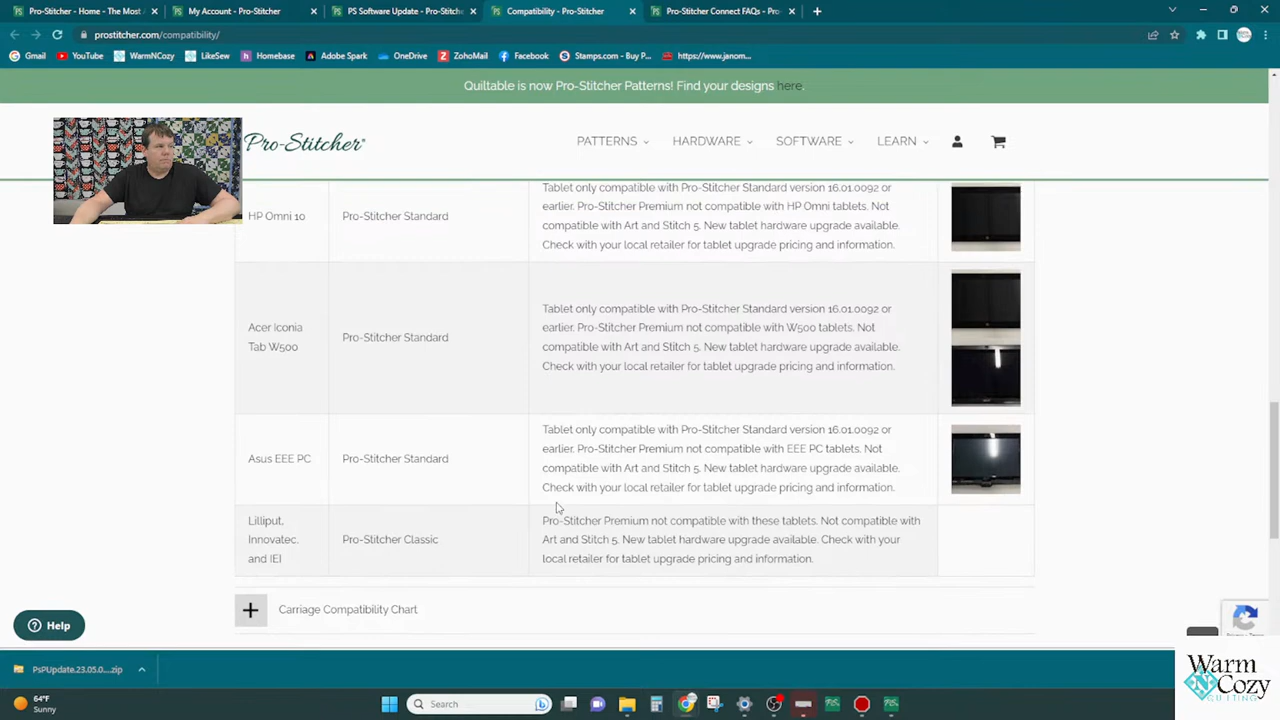 Pro-Stitcher - Home - The Most A
My Account - Pro-Stitcher
PS Software Update - Pro-Stitche
Compatibility - Pro-Stitcher
Pro-Stitcher Connect FAQs - Pro-
prostitcher.com/compatibility/
Gmail
YouTube
WarmNCozy
LikeSew
Homebase
Adobe Spark
OneDrive
ZohoMail
Facebook
Stamps.com - Buy P...
https://www.janom...
Quiltable is now Pro-Stitcher Patterns! Find your designs here.
Pro-Stitcher®
PATTERNS
HARDWARE
SOFTWARE
LEARN
HP Omni 10
Pro-Stitcher Standard
Tablet only compatible with Pro-Stitcher Standard version 16.01.0092 or
earlier. Pro-Stitcher Premium not compatible with HP Omni tablets. Not
compatible with Art and Stitch 5. New tablet hardware upgrade available.
Check with your local retailer for tablet upgrade pricing and information.
Acer Iconia
Tab W500
Pro-Stitcher Standard
Tablet only compatible with Pro-Stitcher Standard version 16.01.0092 or
earlier. Pro-Stitcher Premium not compatible with W500 tablets. Not
compatible with Art and Stitch 5. New tablet hardware upgrade available.
Check with your local retailer for tablet upgrade pricing and information.
Asus EEE PC
Pro-Stitcher Standard
Tablet only compatible with Pro-Stitcher Standard version 16.01.0092 or
earlier. Pro-Stitcher Premium not compatible with EEE PC tablets. Not
compatible with Art and Stitch 5. New tablet hardware upgrade available.
Check with your local retailer for tablet upgrade pricing and information.
Lilliput,
Innovatec,
and IEI
Pro-Stitcher Classic
Pro-Stitcher Premium not compatible with these tablets. Not compatible with
Art and Stitch 5. New tablet hardware upgrade available. Check with your
local retailer for tablet upgrade pricing and information.
Carriage Compatibility Chart
Help
PsPUpdate.23.05.0....zip
64°F
Sunny
Search
Warm
N
Cozy
QUILTING